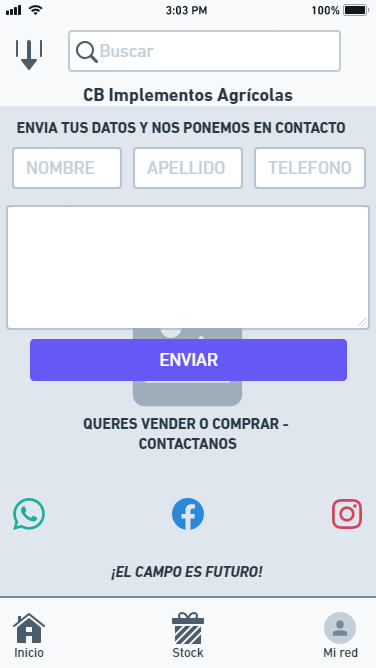 3:03 PM
100%
Buscar
CB Implementos Agrícolas
ENVIA TUS DATOS Y NOS PONEMOS EN CONTACTO
NOMBRE
APELLIDO
TELEFONO
ENVIAR
QUERES VENDER O COMPRAR -
CONTACTANOS
¡EL CAMPO ES FUTURO!
Inicio
Stock
Mi red